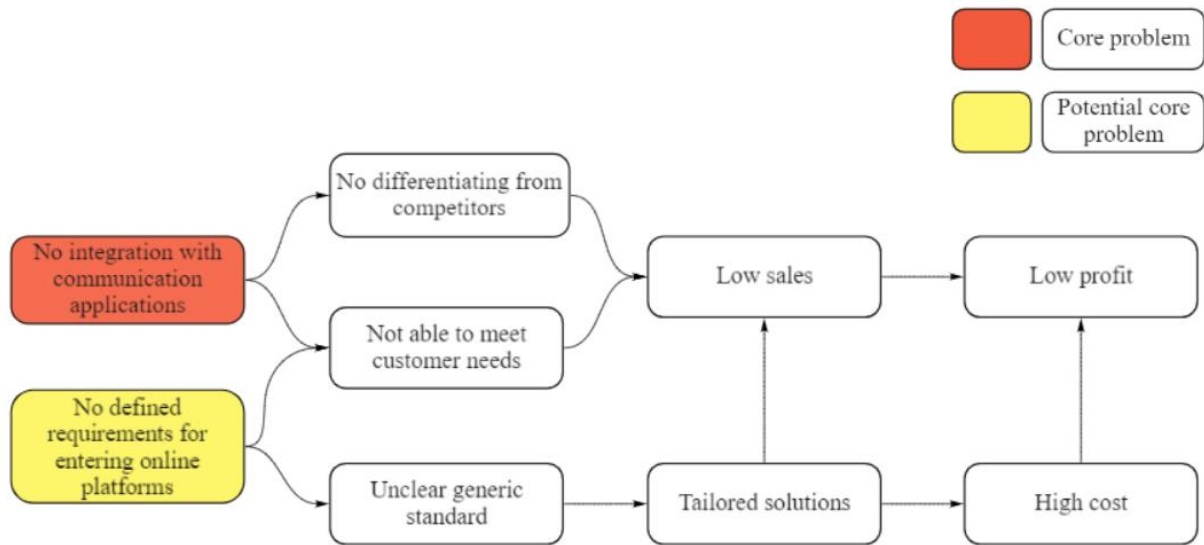 Core problem
Potential core
problem
No differentiating from
competitors
No integration with
communication
applications
Low sales
Low profit
Not able to meet
customer needs
No defined
requirements for
entering online
platforms
Unclear generic
standard
Tailored solutions
High cost